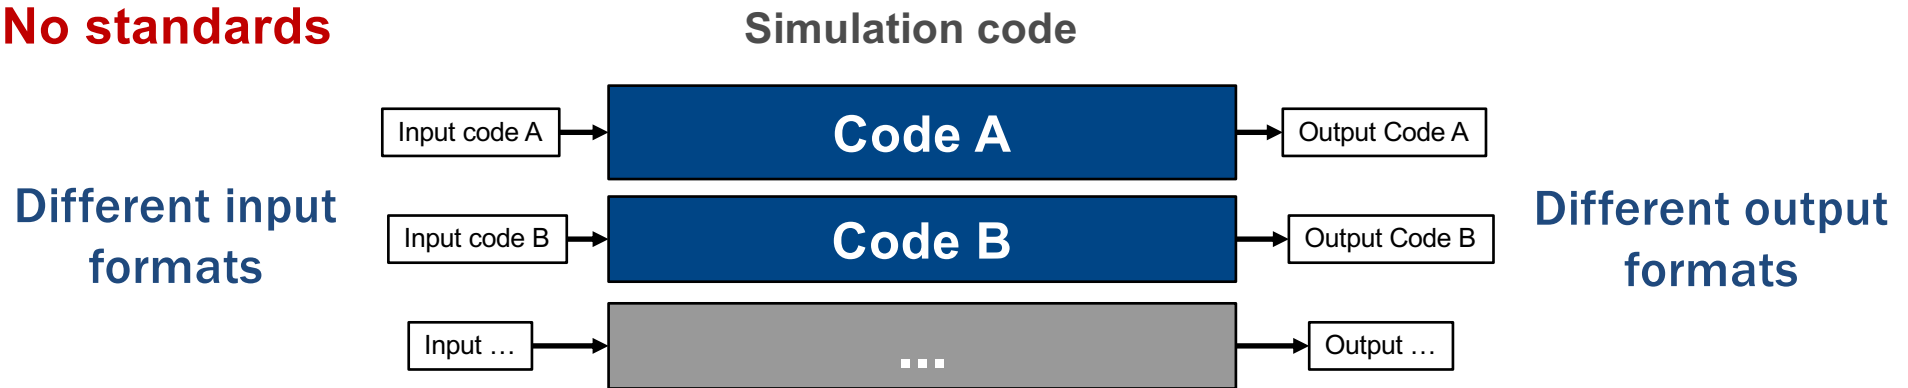 No standards
Simulation code
Input code A
Code A
Output Code A
Different input
formats
Input code B
Code B
Output Code B
Different output
formats
Input …
...
Output …